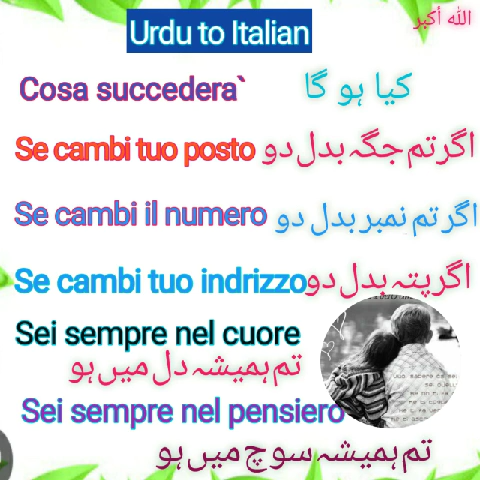 الله أكبر
Urdu to Italian
Cosa succedera` کیا ہو گا
Se cambi tuo posto اگر تم جگہ بدل دو
Se cambi il numero اگر تم نمبر بدل دو
Se cambi tuo indrizzo اگر پتہ بدل دو
Sei sempre nel cuore
تم ہمیشہ دل میں ہو
Sei sempre nel pensiero
تم ہمیشہ سوچ میں ہو